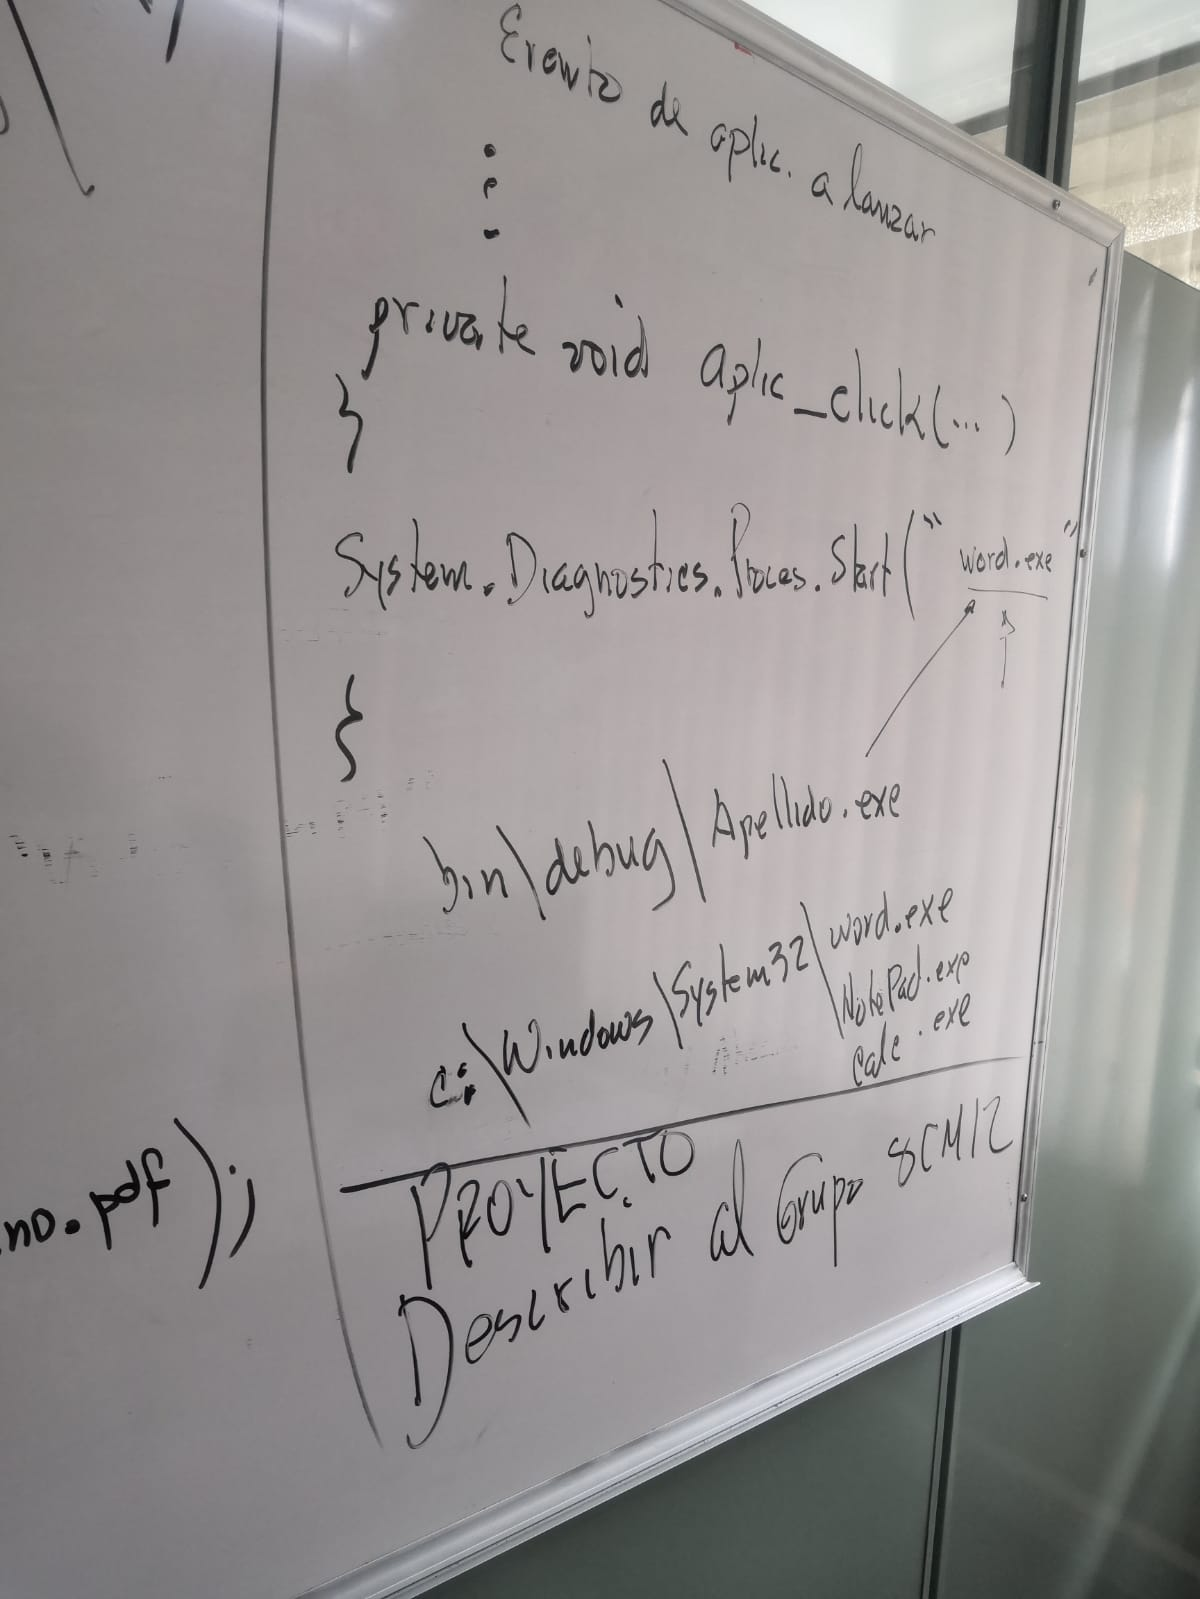 Evento de aplic. a lanzar
private void aplic_click(...)
}
System.Diagnostics.Proces.Start("word.exe"
}
bin\debug\Apellido.exe
c:\Windows\System32\word.exe
\NotePad.exe
calc.exe
PROYECTO
Describir al Grupo 8CM12
no.pdf);